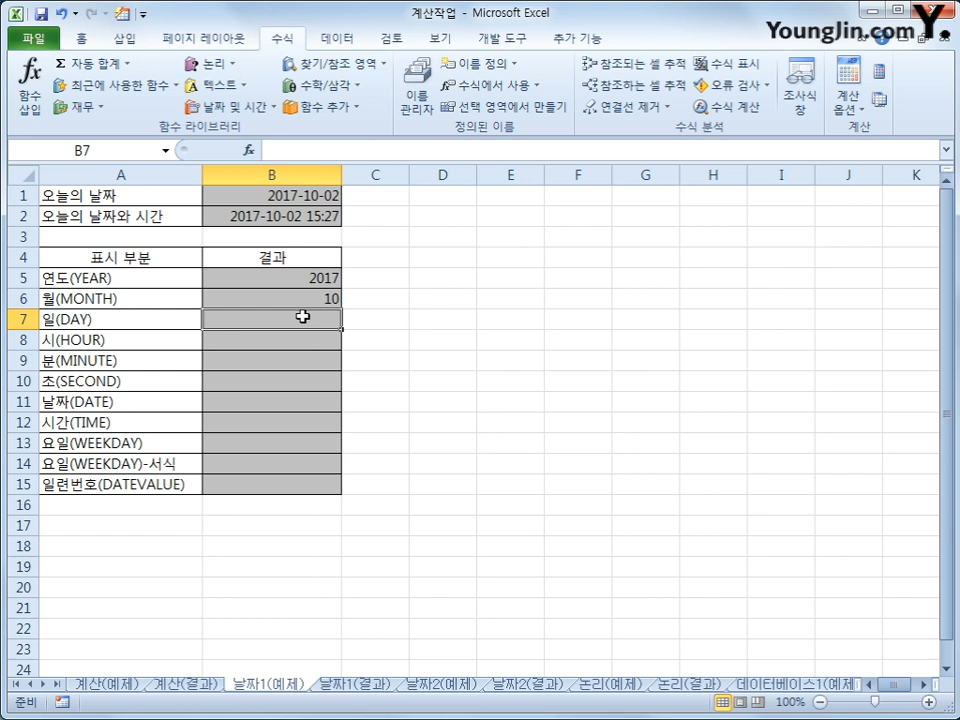 계산작업 - Microsoft Excel
Younglin.com Y.
파일 홈 삽입 페이지 레이아웃 수식 데이터 검토 보기 개발 도구 추가 기능
fx 함수 삽입
Σ 자동 합계 논리 찾기/참조 영역
최근에 사용한 함수 텍스트 수학/삼각
재무 날짜 및 시간 함수 추가
함수 라이브러리
이름 관리자
이름 정의
수식에서 사용
선택 영역에서 만들기
정의된 이름
참조되는 셀 추적 수식 표시
참조하는 셀 추적 오류 검사
연결선 제거 수식 계산
수식 분석
조사식 창
계산 옵션
계산
B7 fx
A B C D E F G H I J K
1 오늘의 날짜 2017-10-02
2 오늘의 날짜와 시간 2017-10-02 15:27
3
4 표시 부분 결과
5 연도(YEAR) 2017
6 월(MONTH) 10
7 일(DAY)
8 시(HOUR)
9 분(MINUTE)
10 초(SECOND)
11 날짜(DATE)
12 시간(TIME)
13 요일(WEEKDAY)
14 요일(WEEKDAY)-서식
15 일련번호(DATEVALUE)
16
17
18
19
20
21
22
23
24
계산(예제) 계산(결과) 날짜1(예제) 날짜1(결과) 날짜2(예제) 날짜2(결과) 논리(예제) 논리(결과) 데이터베이스1(예제
준비 100%